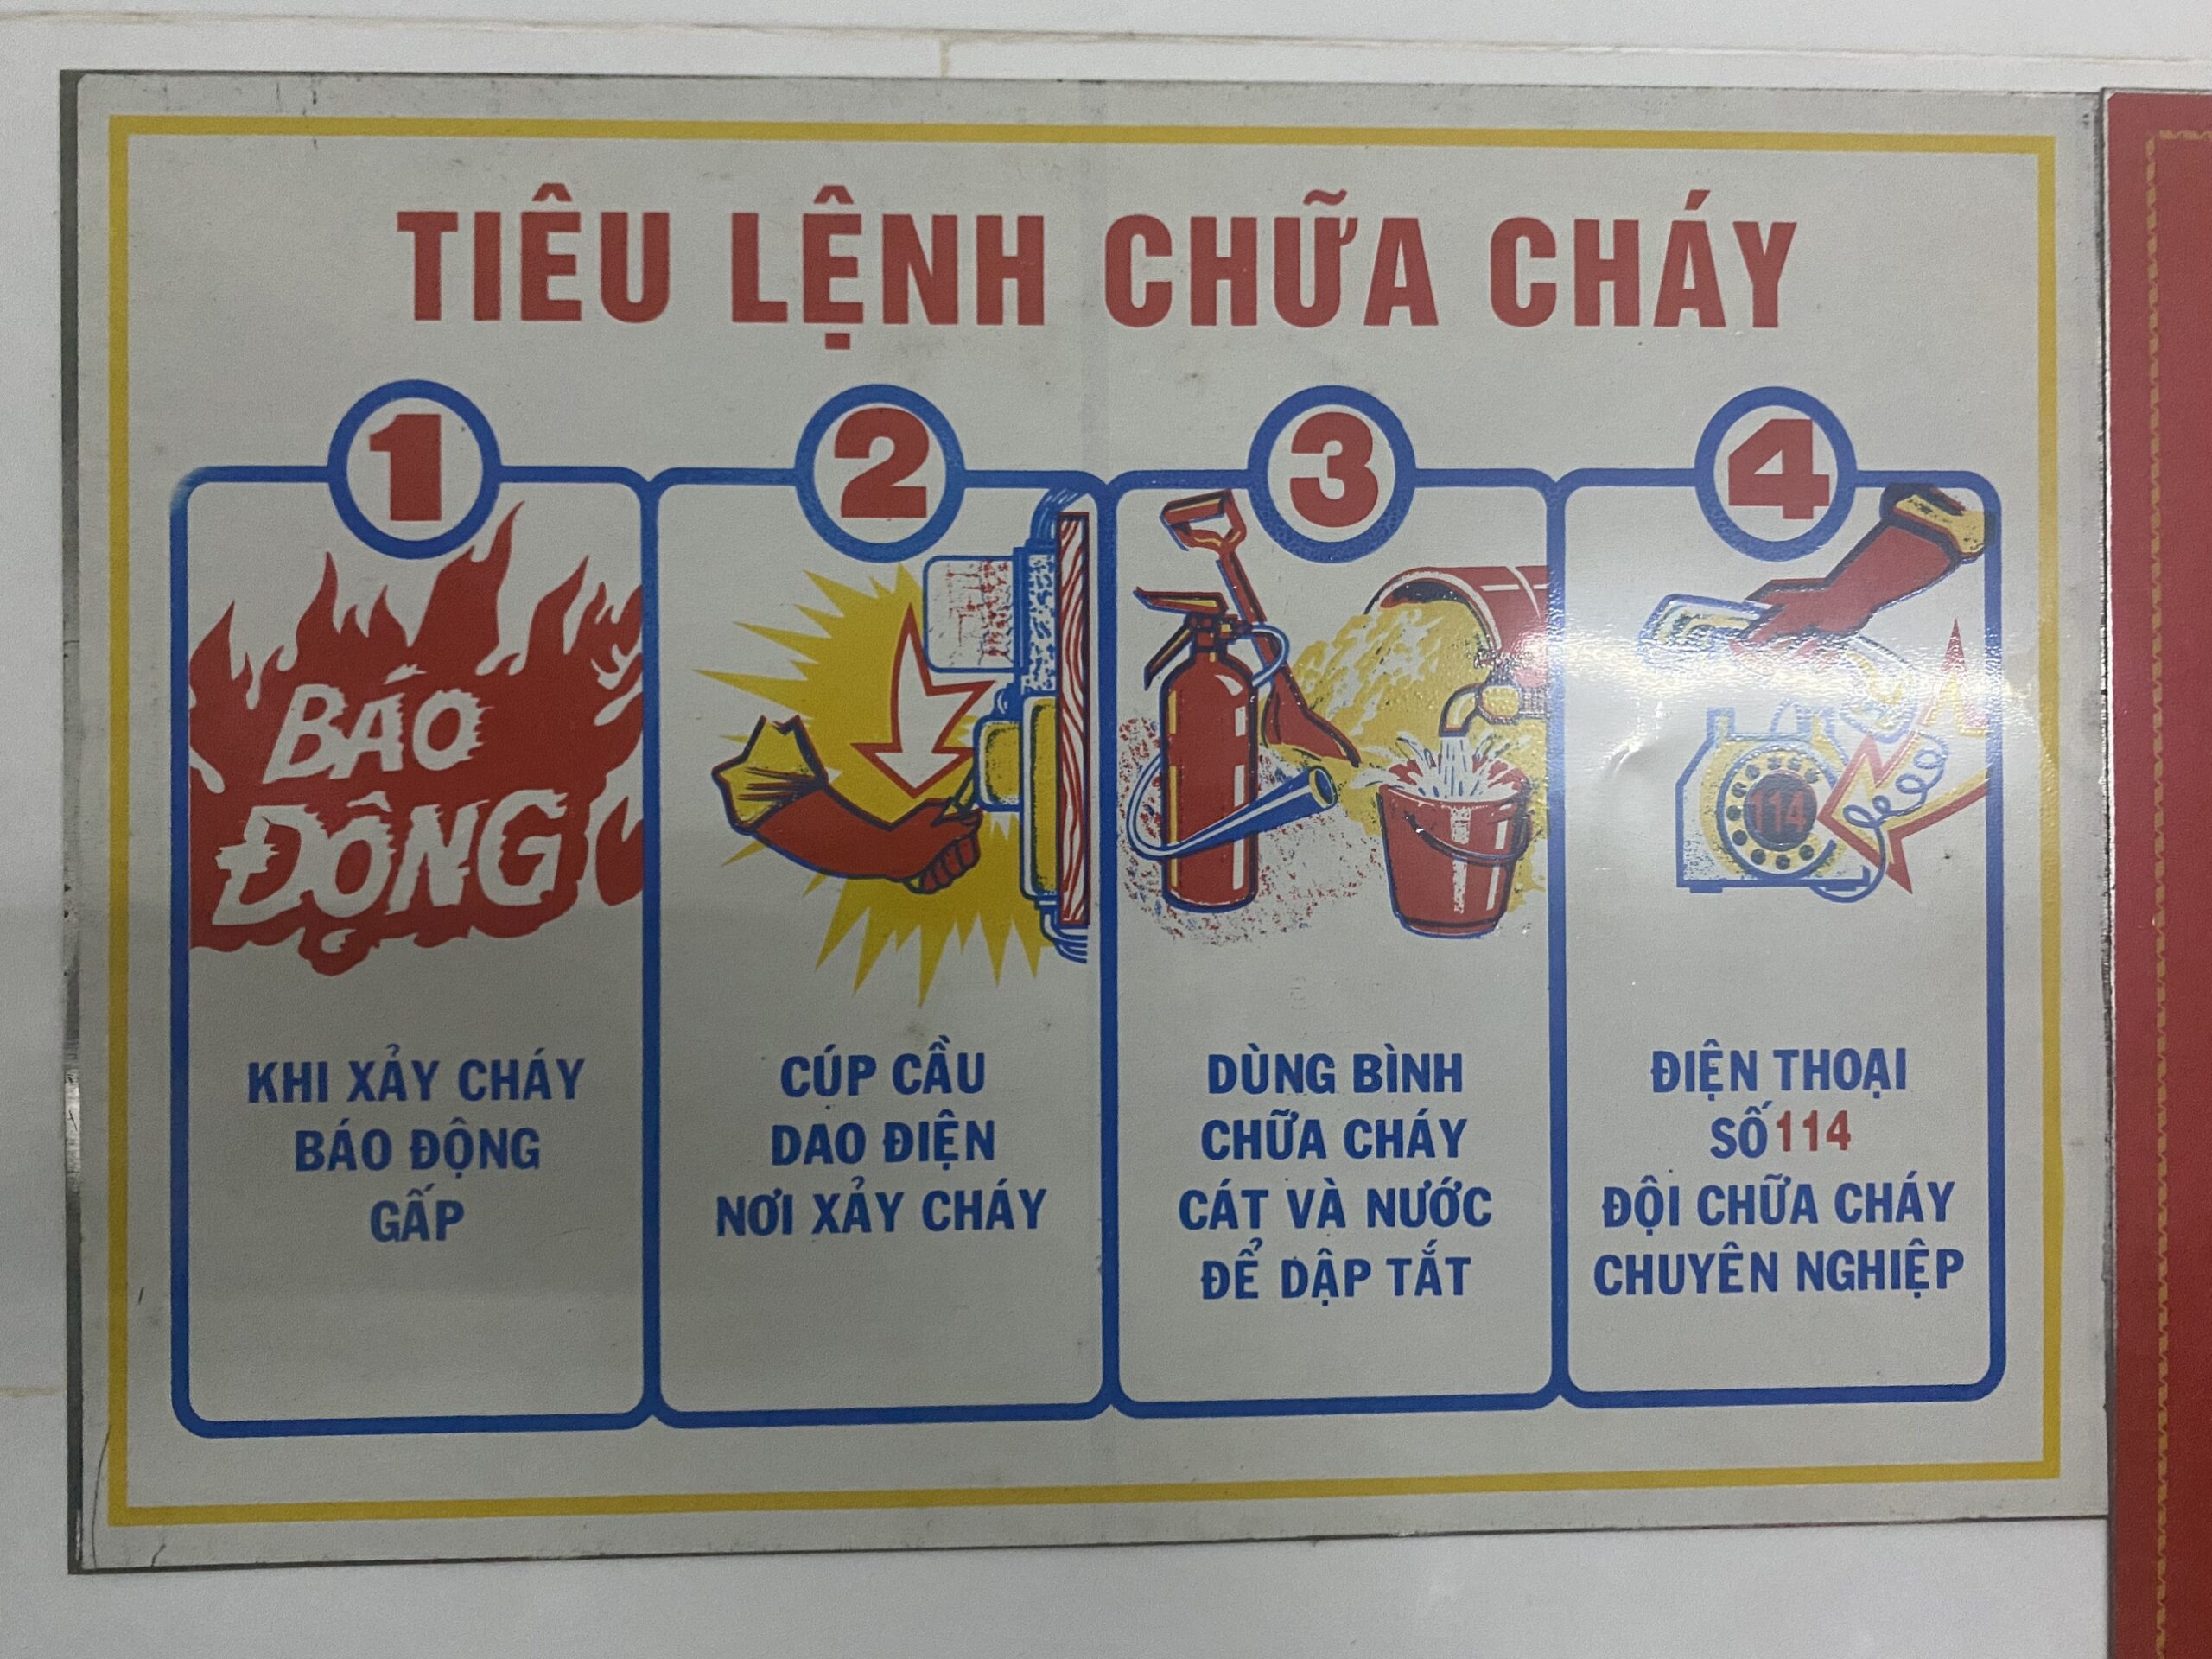 TIÊU LỆNH CHỮA CHÁY
1
BÁO
ĐỘNG
KHI XẢY CHÁY
BÁO ĐỘNG
GẤP
2
CÚP CẦU
DAO ĐIỆN
NƠI XẢY CHÁY
3
DÙNG BÌNH
CHỮA CHÁY
CÁT VÀ NƯỚC
ĐỂ DẬP TẮT
4
114
ĐIỆN THOẠI
SỐ 114
ĐỘI CHỮA CHÁY
CHUYÊN NGHIỆP